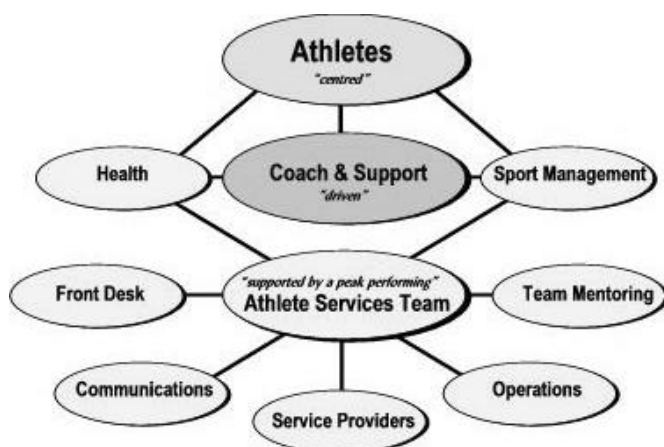 Athletes
"centred"
Health
Coach & Support
"driven"
Sport Management
"supported by a peak performing"
Athlete Services Team
Front Desk
Team Mentoring
Communications
Service Providers
Operations